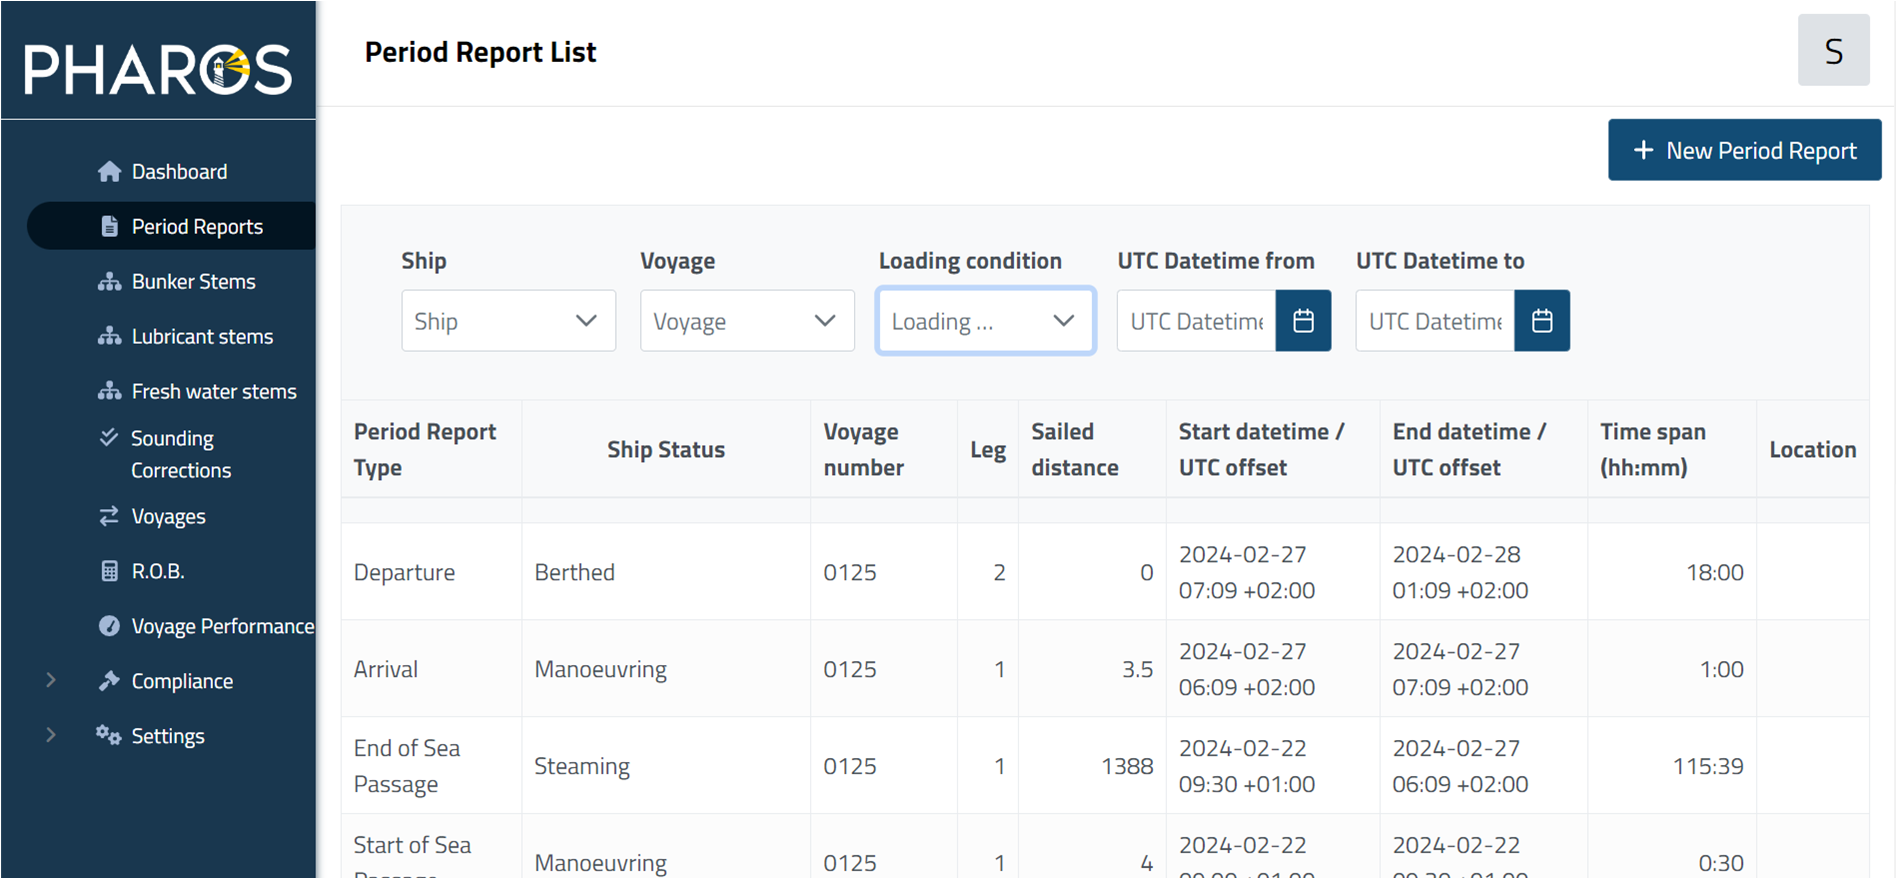 PHAROS
Period Report List
S
New Period Report
Dashboard
Period Reports
Bunker Stems
Lubricant stems
Fresh water stems
Sounding
Corrections
Voyages
R.O.B.
Voyage Performance
Compliance
Settings
Ship
Voyage
Loading condition
UTC Datetime from
UTC Datetime to
Ship
Voyage
Loading ...
UTC Datetime
UTC Datetime
Period Report
Type
Ship Status
Voyage
number
Leg
Sailed
distance
Start datetime /
UTC offset
End datetime /
UTC offset
Time span
(hh:mm)
Location
Departure
Berthed
0125
2
0
2024-02-27
07:09 +02:00
2024-02-28
01:09 +02:00
18:00
Arrival
Manoeuvring
0125
1
3.5
2024-02-27
06:09 +02:00
2024-02-27
07:09 +02:00
1:00
End of Sea
Passage
Steaming
0125
1
1388
2024-02-22
09:30 +01:00
2024-02-27
06:09 +02:00
115:39
Start of Sea
Manoeuvring
0125
1
4
2024-02-22
2024-02-22
0:30